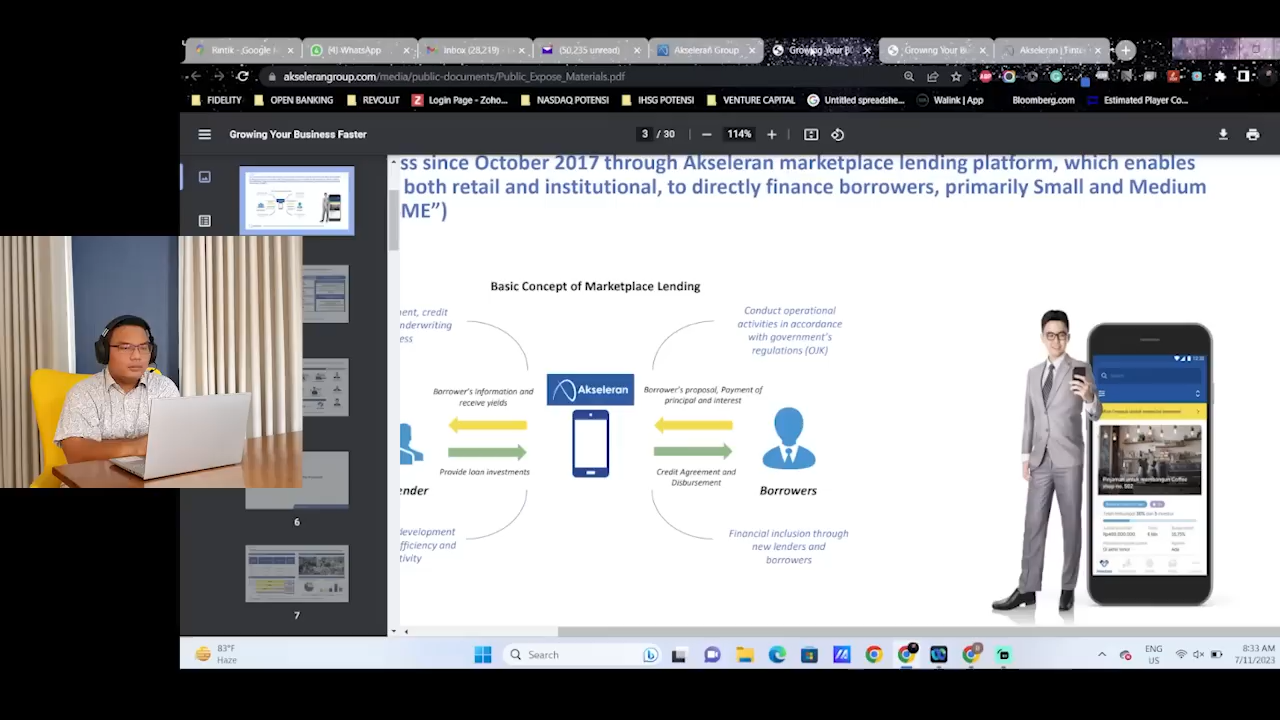 Rintik - Google
(4) WhatsApp
Inbox (28,219)
(50,235 unread)
Akseleran Group
Growing Your
Growing Your
Akseleran |
akselerangroup.com/media/public-documents/Public_Expose_Materials.pdf
FIDELITY
OPEN BANKING
REVOLUT
Login Page - Zoho...
NASDAQ POTENSI
IHSG POTENSI
VENTURE CAPITAL
Untitled spreadshe...
Walink | App
Bloomberg.com
Estimated Player Co...
Growing Your Business Faster
3 / 30
114%
ss since October 2017 through Akseleran marketplace lending platform, which enables
both retail and institutional, to directly finance borrowers, primarily Small and Medium
ME”)
Basic Concept of Marketplace Lending
ent, credit
nderwriting
ess
Conduct operational
activities in accordance
with government's
regulations (OJK)
Borrower's Information and
receive yields
Akseleran
Borrower's proposal, Payment of
principal and interest
Provide loan investments
Credit Agreement and
Disbursement
ender
Borrowers
development
fficiency and
tivity
Financial inclusion through
new lenders and
borrowers
6
7
83°F
Haze
Search
ENG
US
8:33 AM
7/11/2023